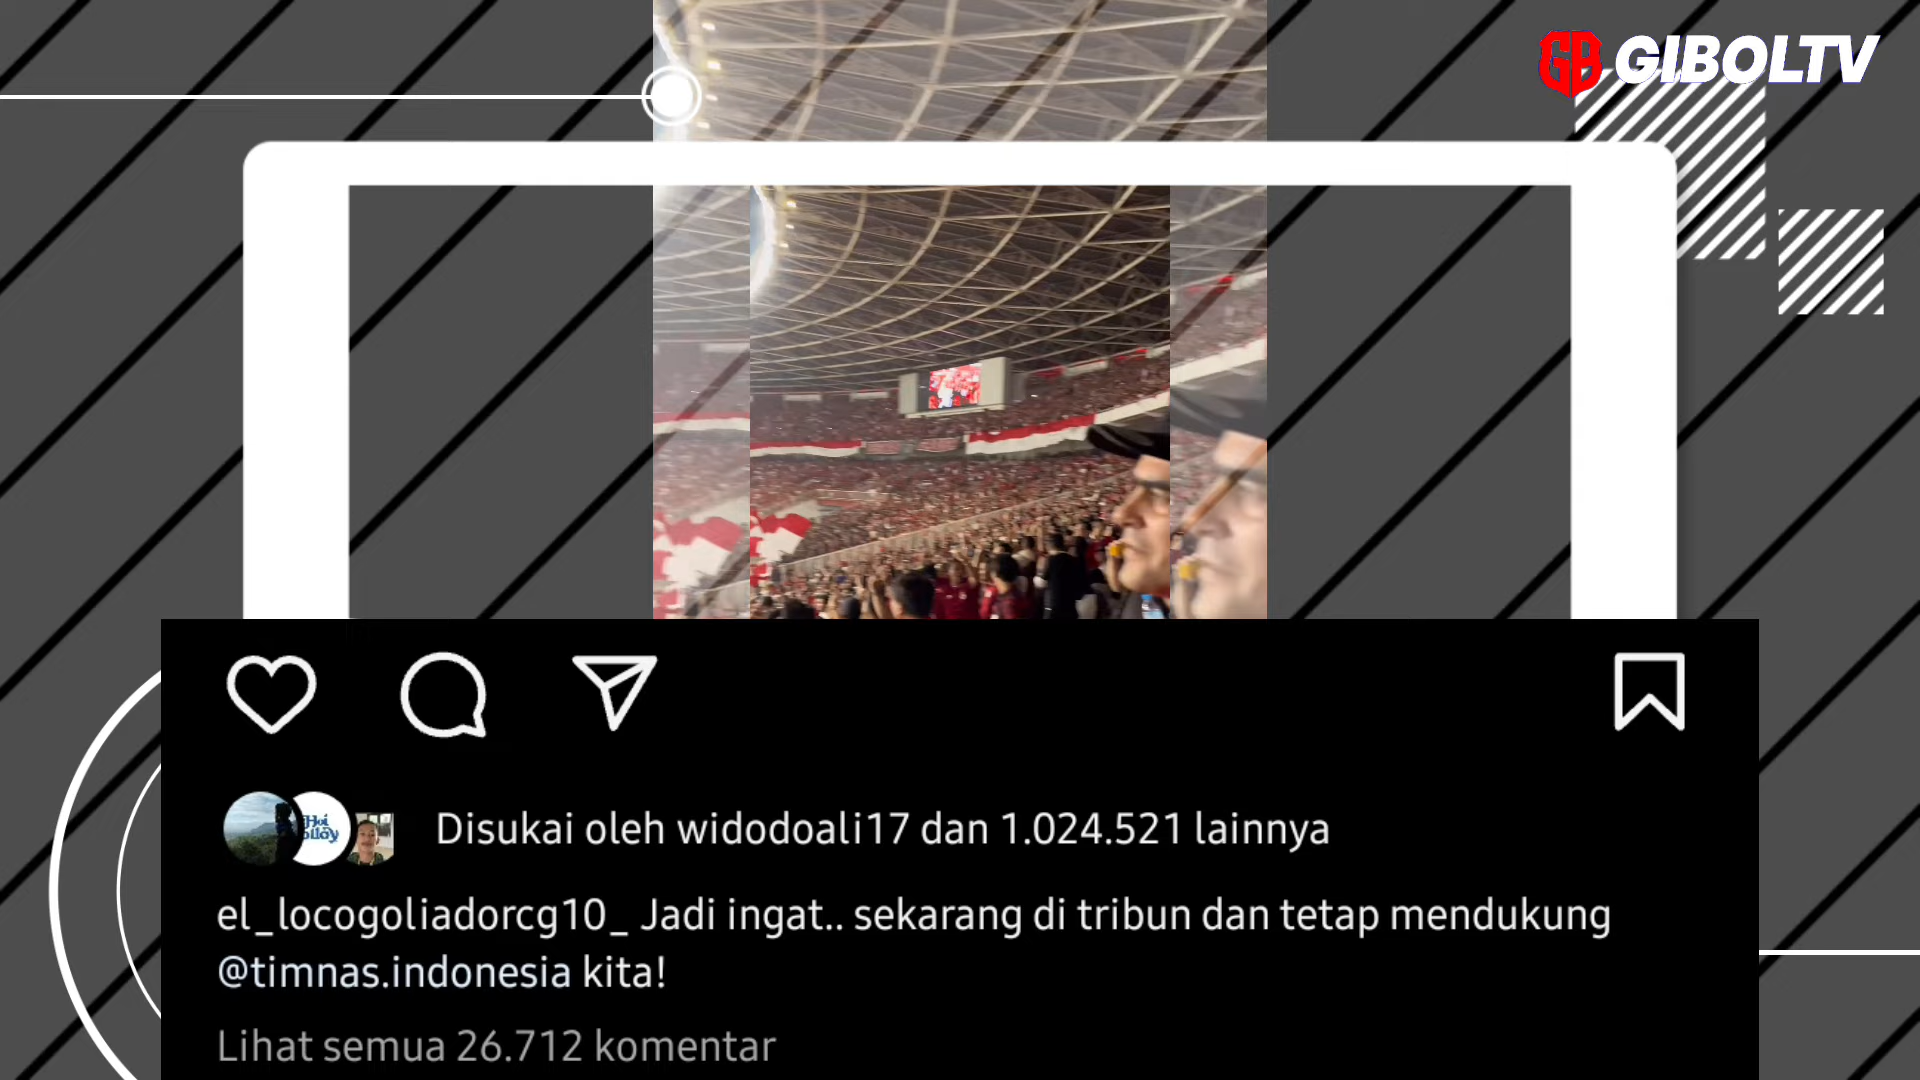 GB GIBOLTV
Disukai oleh widodoali17 dan 1.024.521 lainnya
el_locogoliadorcg10_ Jadi ingat.. sekarang di tribun dan tetap mendukung
@timnas.indonesia kita!
Lihat semua 26.712 komentar